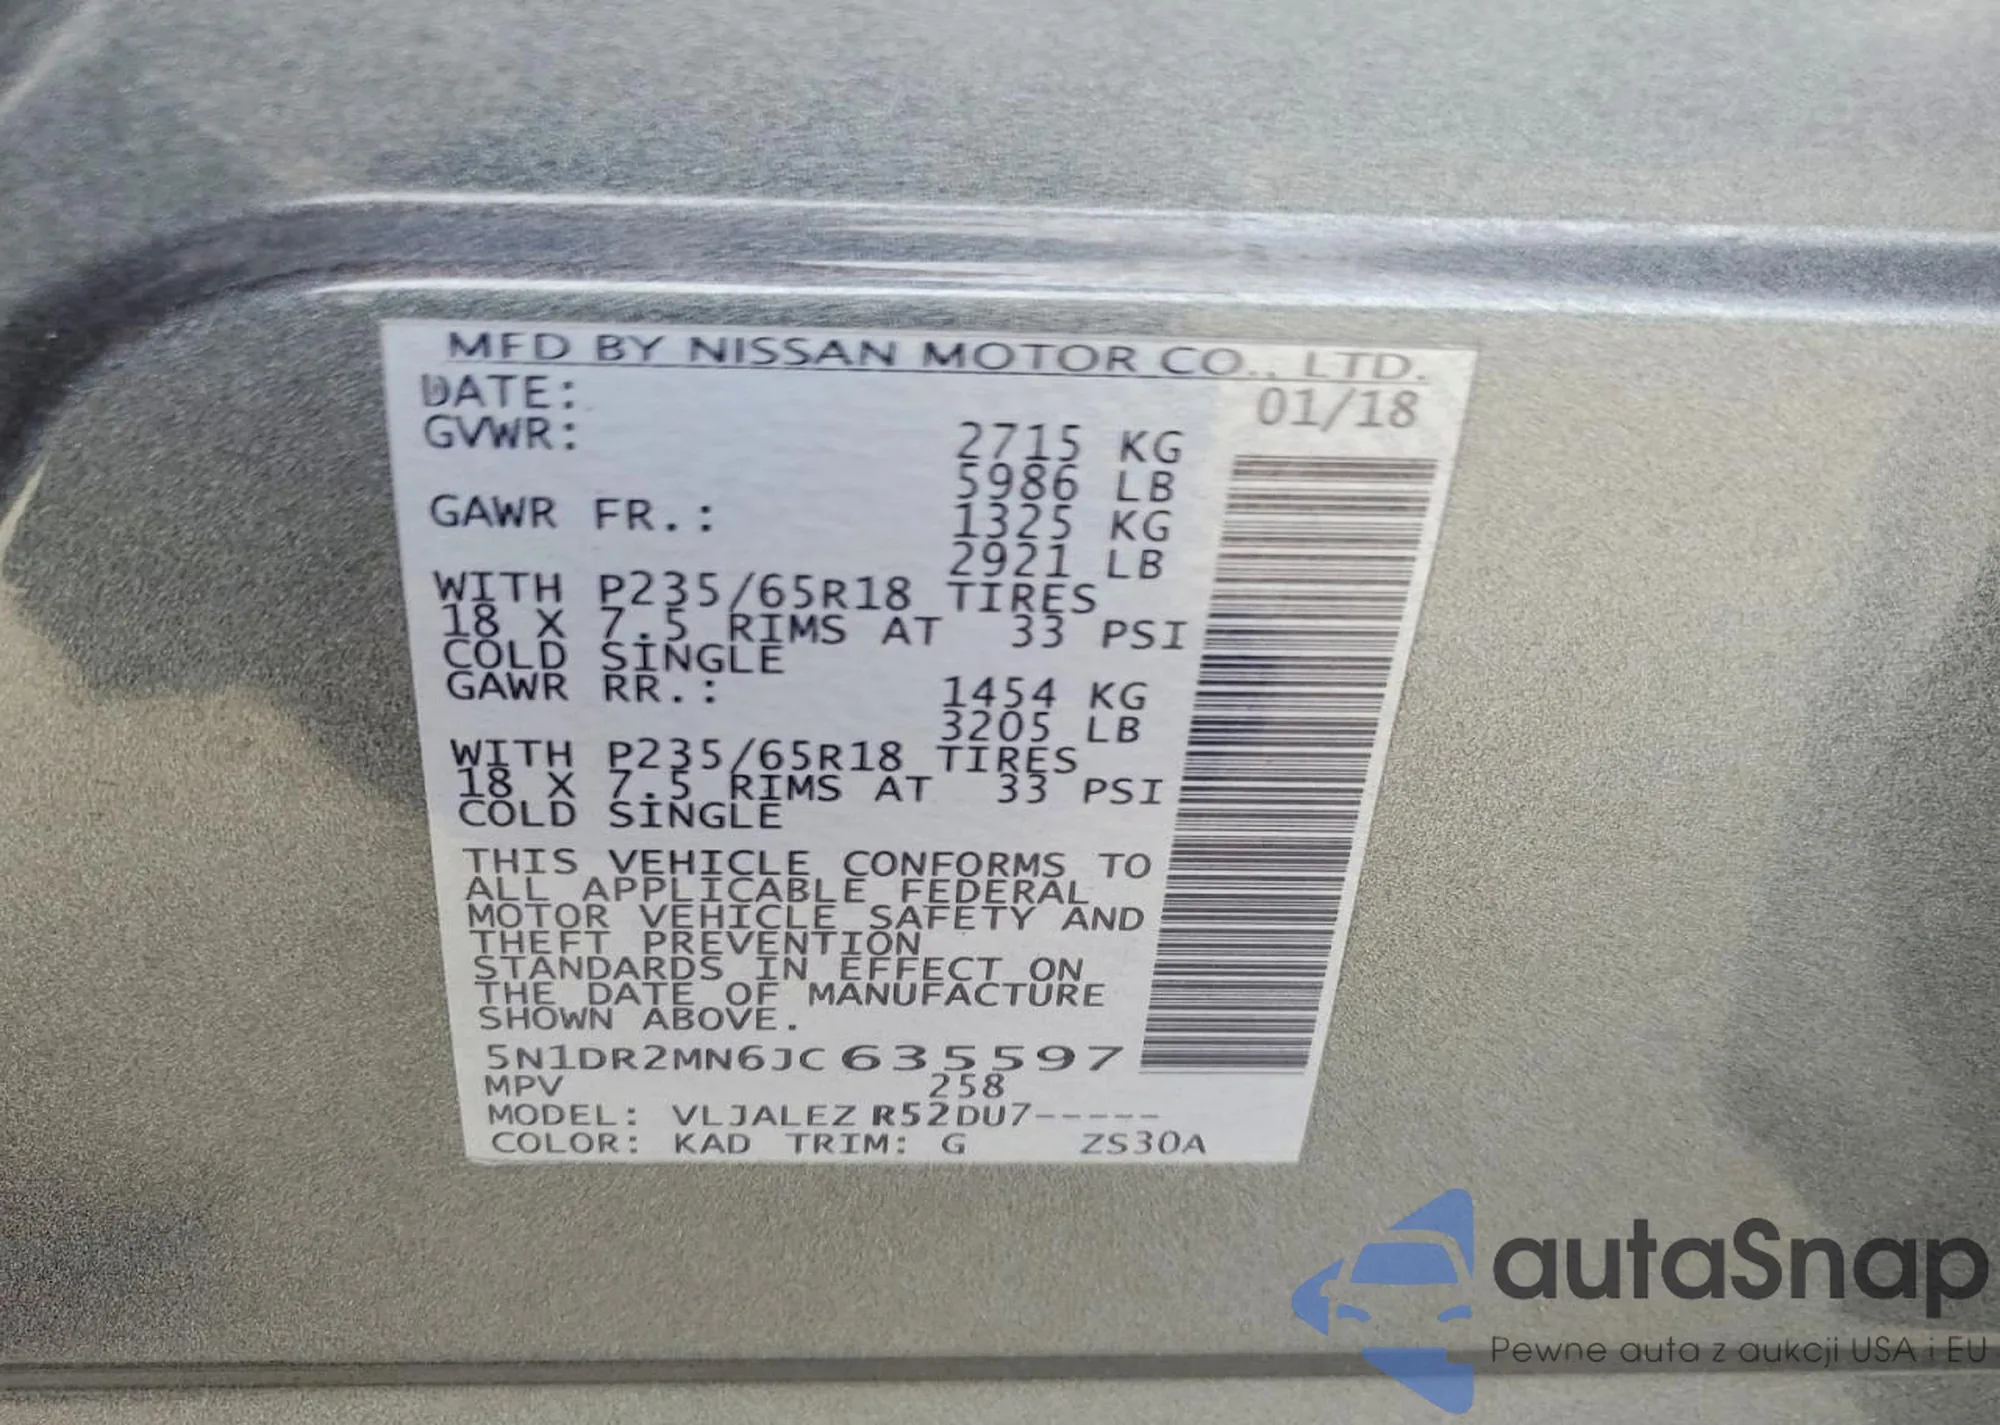 MFD BY NISSAN MOTOR CO., LTD.
DATE: 01/18
GVWR: 2715 KG
5986 LB
GAWR FR.: 1325 KG
2921 LB
WITH P235/65R18 TIRES
18 X 7.5 RIMS AT 33 PSI
COLD SINGLE
GAWR RR.: 1454 KG
3205 LB
WITH P235/65R18 TIRES
18 X 7.5 RIMS AT 33 PSI
COLD SINGLE
THIS VEHICLE CONFORMS TO
ALL APPLICABLE FEDERAL
MOTOR VEHICLE SAFETY AND
THEFT PREVENTION
STANDARDS IN EFFECT ON
THE DATE OF MANUFACTURE
SHOWN ABOVE.
5N1DR2MN6JC635597
MPV 258
MODEL: VLJALEZR52DU7-----
COLOR: KAD TRIM: G ZS30A
autaSnap
Pewne auta z aukcji USA i EU